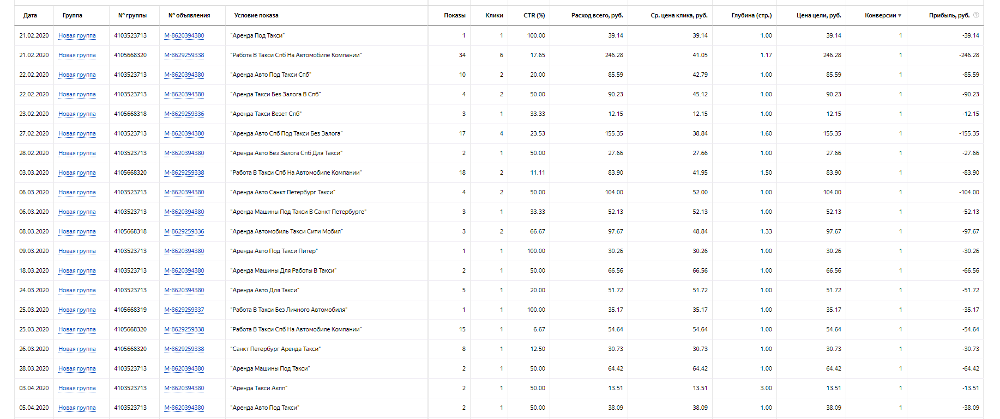 Дата Группа № группы № объявления Условие показа Показы Клики CTR (%) Расход всего, руб. Ср. цена клика, руб. Глубина (стр.) Цена цели, руб. Конверсии ▼ Прибыль, руб. ?
21.02.2020 Новая группа 4103523713 M-8620394380 "Аренда Под Такси" 1 1 100.00 39.14 39.14 1.00 39.14 1 -39.14
21.02.2020 Новая группа 4105668320 M-8629259338 "Работа В Такси Спб На Автомобиле Компании" 34 6 17.65 246.28 41.05 1.17 246.28 1 -246.28
22.02.2020 Новая группа 4103523713 M-8620394380 "Аренда Авто Под Такси Спб" 10 2 20.00 85.59 42.79 1.00 85.59 1 -85.59
22.02.2020 Новая группа 4103523713 M-8620394380 "Аренда Такси Без Залога В Спб" 4 2 50.00 90.23 45.12 1.00 90.23 1 -90.23
23.02.2020 Новая группа 4105668318 M-8629259336 "Аренда Такси Везет Спб" 3 1 33.33 12.15 12.15 1.00 12.15 1 -12.15
27.02.2020 Новая группа 4103523713 M-8620394380 "Аренда Авто Спб Под Такси Без Залога" 17 4 23.53 155.35 38.84 1.60 155.35 1 -155.35
28.02.2020 Новая группа 4103523713 M-8620394380 "Аренда Авто Без Залога Спб Для Такси" 2 1 50.00 27.66 27.66 1.00 27.66 1 -27.66
03.03.2020 Новая группа 4105668320 M-8629259338 "Работа В Такси Спб На Автомобиле Компании" 18 2 11.11 83.90 41.95 1.50 83.90 1 -83.90
06.03.2020 Новая группа 4103523713 M-8620394380 "Аренда Авто Санкт Петербург Такси" 4 2 50.00 104.00 52.00 1.00 104.00 1 -104.00
06.03.2020 Новая группа 4103523713 M-8620394380 "Аренда Машины Под Такси В Санкт Петербурге" 3 1 33.33 52.13 52.13 1.00 52.13 1 -52.13
08.03.2020 Новая группа 4105668318 M-8629259336 "Аренда Автомобиль Такси Сити Мобил" 3 2 66.67 97.67 48.84 1.33 97.67 1 -97.67
09.03.2020 Новая группа 4103523713 M-8620394380 "Аренда Авто Под Такси Питер" 1 1 100.00 30.26 30.26 1.00 30.26 1 -30.26
18.03.2020 Новая группа 4103523713 M-8620394380 "Аренда Машины Для Работы В Такси" 2 1 50.00 66.56 66.56 1.00 66.56 1 -66.56
24.03.2020 Новая группа 4103523713 M-8620394380 "Аренда Авто Для Такси" 5 1 20.00 51.72 51.72 1.00 51.72 1 -51.72
25.03.2020 Новая группа 4105668319 M-8629259337 "Работа В Такси Без Личного Автомобиля" 1 1 100.00 35.17 35.17 1.00 35.17 1 -35.17
25.03.2020 Новая группа 4105668320 M-8629259338 "Работа В Такси Спб На Автомобиле Компании" 15 1 6.67 54.64 54.64 1.00 54.64 1 -54.64
26.03.2020 Новая группа 4105668320 M-8629259338 "Санкт Петербург Аренда Такси" 8 1 12.50 30.73 30.73 1.00 30.73 1 -30.73
28.03.2020 Новая группа 4103523713 M-8620394380 "Аренда Машины Под Такси" 2 1 50.00 64.42 64.42 1.00 64.42 1 -64.42
03.04.2020 Новая группа 4103523713 M-8620394380 "Аренда Такси Акпп" 2 1 50.00 13.51 13.51 3.00 13.51 1 -13.51
05.04.2020 Новая группа 4103523713 M-8620394380 "Аренда Авто Под Такси" 2 1 50.00 38.09 38.09 1.00 38.09 1 -38.09